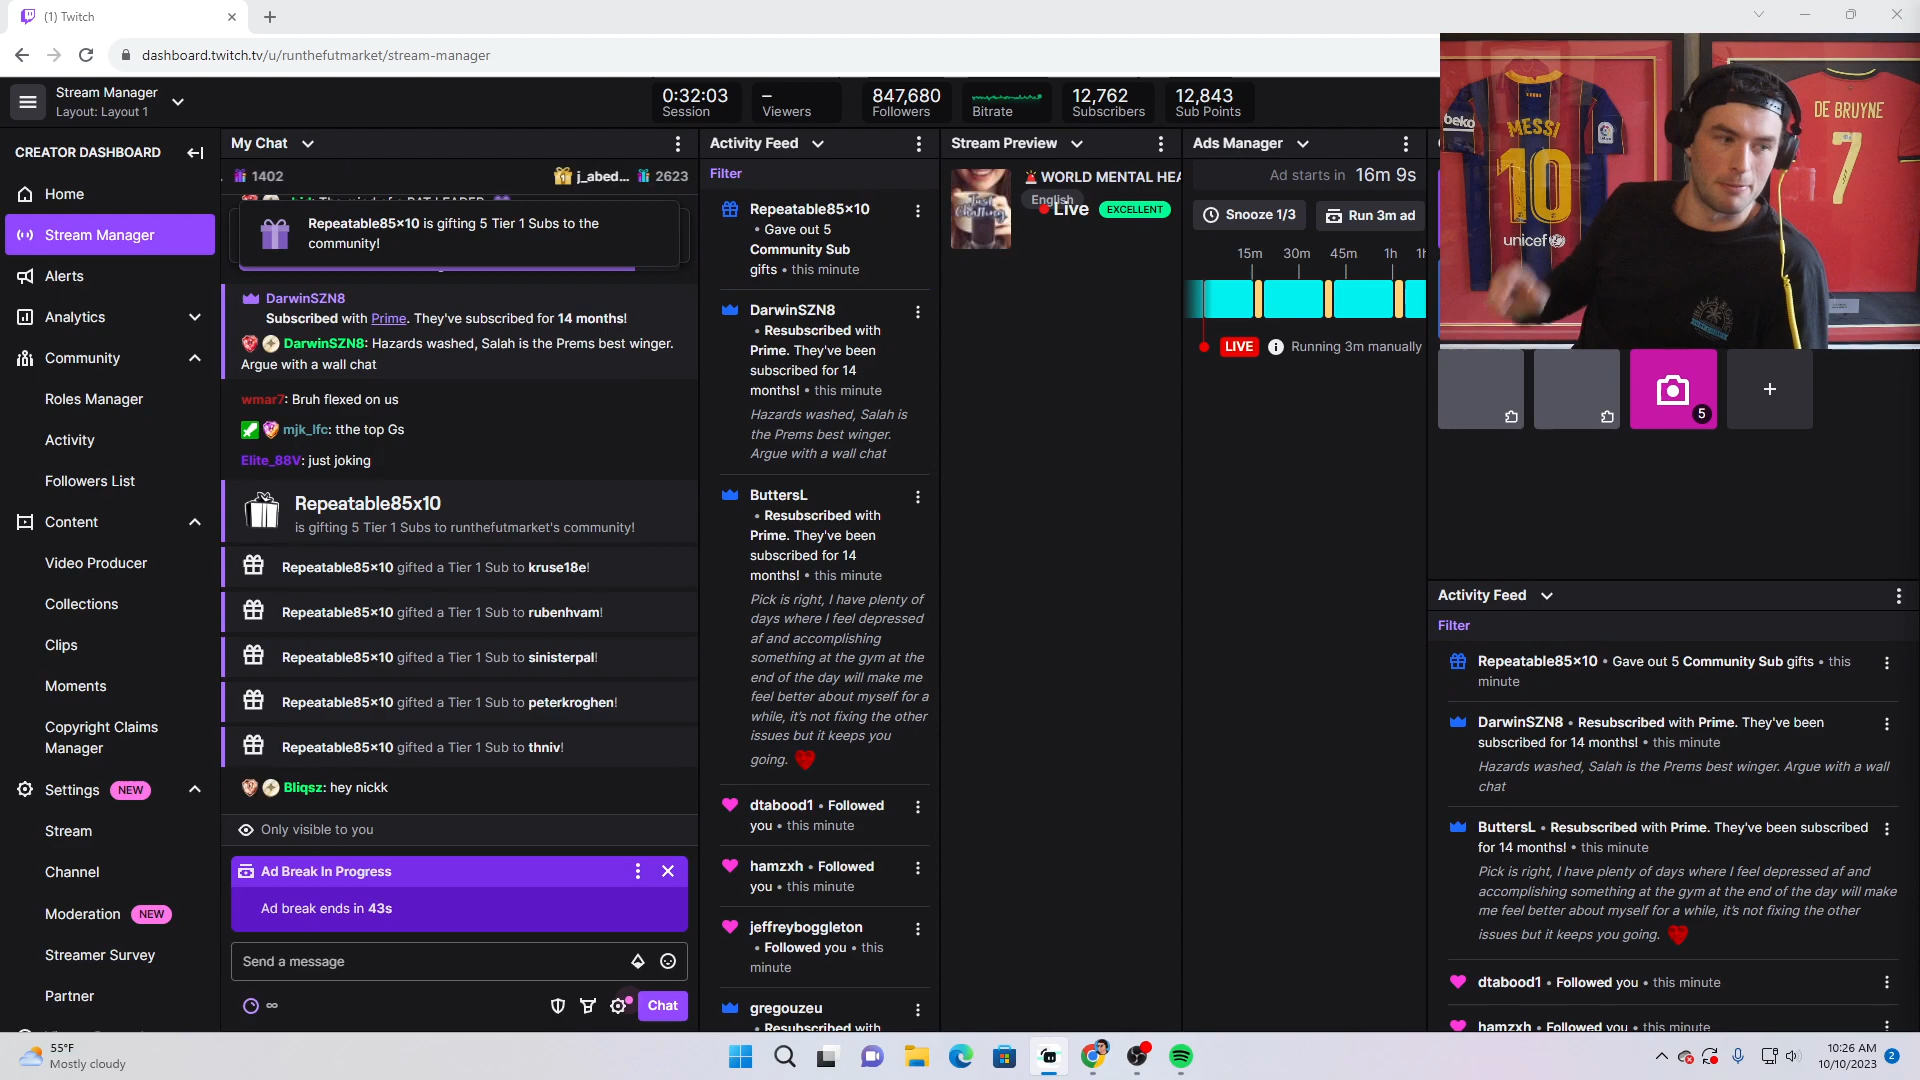 (1) Twitch
dashboard.twitch.tv/u/runthefutmarket/stream-manager
Stream Manager
Layout: Layout 1
0:32:03
Session
–
Viewers
847,680
Followers
Bitrate
12,762
Subscribers
12,843
Sub Points
CREATOR DASHBOARD
Home
Stream Manager
Alerts
Analytics
Community
Roles Manager
Activity
Followers List
Content
Video Producer
Collections
Clips
Moments
Copyright Claims
Manager
Settings NEW
Stream
Channel
Moderation NEW
Streamer Survey
Partner
My Chat
1402
j_abed... 2623
Repeatable85x10 is gifting 5 Tier 1 Subs to the
community!
DarwinSZN8
Subscribed with Prime. They've subscribed for 14 months!
DarwinSZN8: Hazards washed, Salah is the Prems best winger.
Argue with a wall chat
wmar7: Bruh flexed on us
mjk_lfc: tthe top Gs
Elite_88V: just joking
Repeatable85x10
is gifting 5 Tier 1 Subs to runthefutmarket's community!
Repeatable85x10 gifted a Tier 1 Sub to kruse18e!
Repeatable85x10 gifted a Tier 1 Sub to rubenhvam!
Repeatable85x10 gifted a Tier 1 Sub to sinisterpal!
Repeatable85x10 gifted a Tier 1 Sub to peterkroghen!
Repeatable85x10 gifted a Tier 1 Sub to thniv!
Bliqsz: hey nickk
Only visible to you
Ad Break In Progress
Ad break ends in 43s
Send a message
∞
Chat
Activity Feed
Filter
Repeatable85x10
• Gave out 5
Community Sub
gifts • this minute
DarwinSZN8
• Resubscribed with
Prime. They've been
subscribed for 14
months! • this minute
Hazards washed, Salah is
the Prems best winger.
Argue with a wall chat
ButtersL
• Resubscribed with
Prime. They've been
subscribed for 14
months! • this minute
Pick is right, I have plenty of
days where I feel depressed
af and accomplishing
something at the gym at the
end of the day will make me
feel better about myself for a
while, it's not fixing the other
issues but it keeps you
going.
dtabood1 • Followed
you • this minute
hamzxh • Followed
you • this minute
jeffreyboggleton
• Followed you • this
minute
gregouzeu
• Resubscribed with
Stream Preview
WORLD MENTAL HEA
English
Live EXCELLENT
Just
Chatting
Ads Manager
Ad starts in 16m 9s
Snooze 1/3
Run 3m ad
15m 30m 45m 1h
LIVE Running 3m manually
beko
MESSI
10
unicef
DE BRUYNE
7
BILLABONG
5
+
Activity Feed
Filter
Repeatable85x10 • Gave out 5 Community Sub gifts • this
minute
DarwinSZN8 • Resubscribed with Prime. They've been
subscribed for 14 months! • this minute
Hazards washed, Salah is the Prems best winger. Argue with a wall
chat
ButtersL • Resubscribed with Prime. They've been subscribed
for 14 months! • this minute
Pick is right, I have plenty of days where I feel depressed af and
accomplishing something at the gym at the end of the day will make
me feel better about myself for a while, it's not fixing the other
issues but it keeps you going.
dtabood1 • Followed you • this minute
hamzxh • Followed you • this minute
55°F
Mostly cloudy
10:26 AM
10/10/2023
2